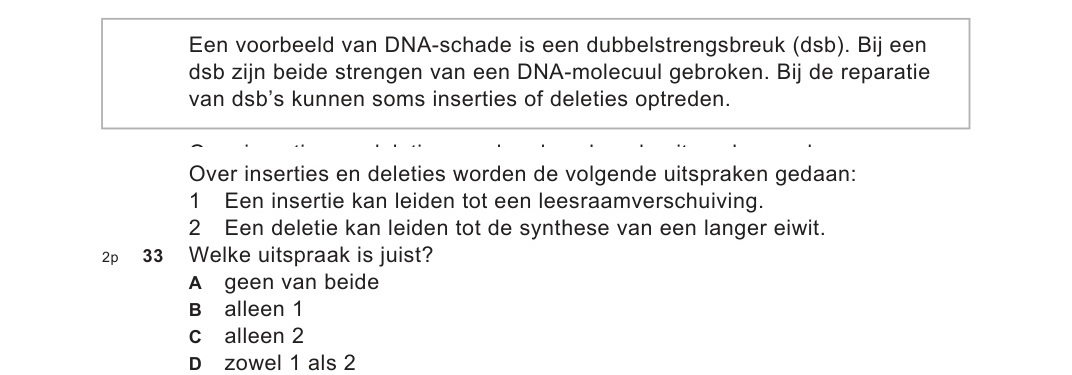 Een voorbeeld van DNA-schade is een dubbelstrengsbreuk (dsb). Bij een
dsb zijn beide strengen van een DNA-molecuul gebroken. Bij de reparatie
van dsb's kunnen soms inserties of deleties optreden.
Over inserties en deleties worden de volgende uitspraken gedaan:
1 Een insertie kan leiden tot een leesraamverschuiving.
2 Een deletie kan leiden tot de synthese van een langer eiwit.
2p 33 Welke uitspraak is juist?
A geen van beide
B alleen 1
C alleen 2
D zowel 1 als 2